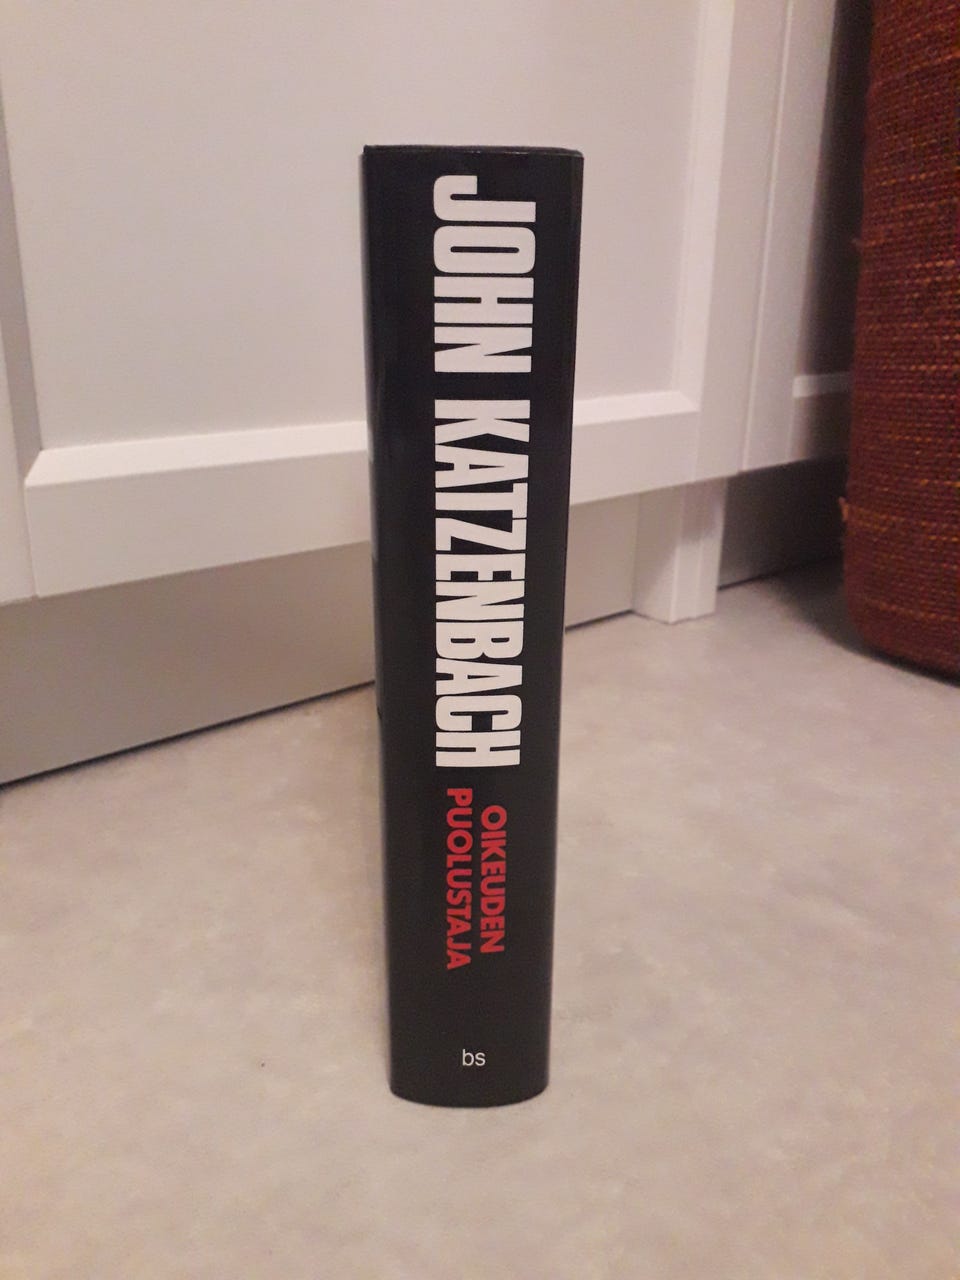 JOHN KATZENBACH
OIKEUDEN
PUOLUSTAJA
bs